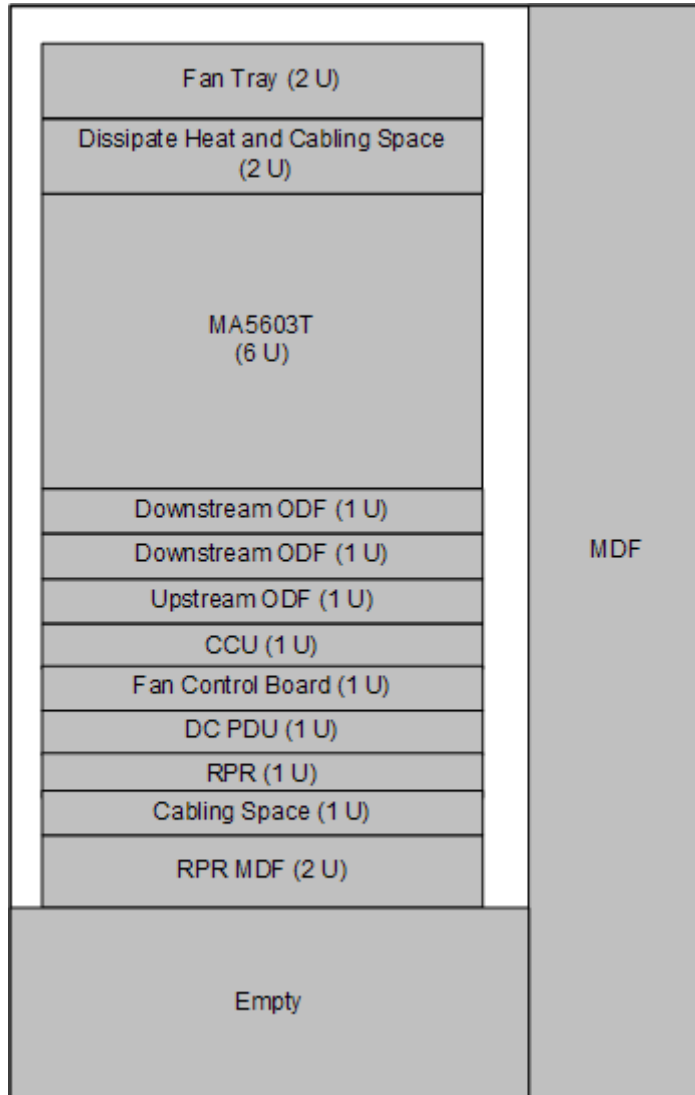 Fan Tray (2 U)
Dissipate Heat and Cabling Space
(2 U)
MA5603T
(6 U)
Downstream ODF (1 U)
Downstream ODF (1 U)
Upstream ODF (1 U)
CCU (1 U)
Fan Control Board (1 U)
DC PDU (1 U)
RPR (1 U)
Cabling Space (1 U)
RPR MDF (2 U)
Empty
MDF